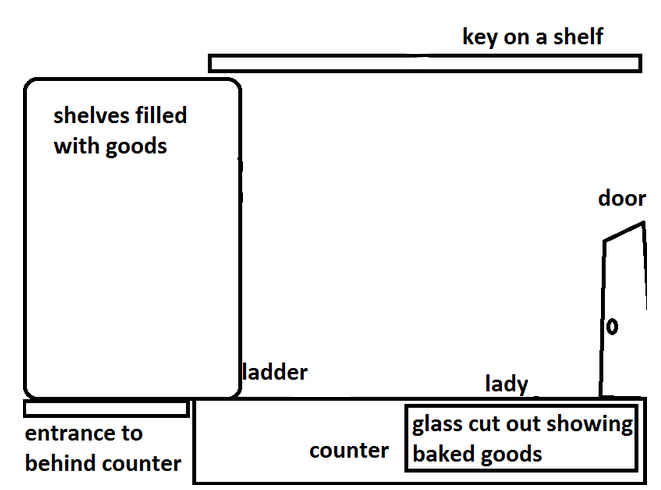 key on a shelf
shelves filled
with goods
door
ladder
lady
entrance to
behind counter
counter
glass cut out showing
baked goods